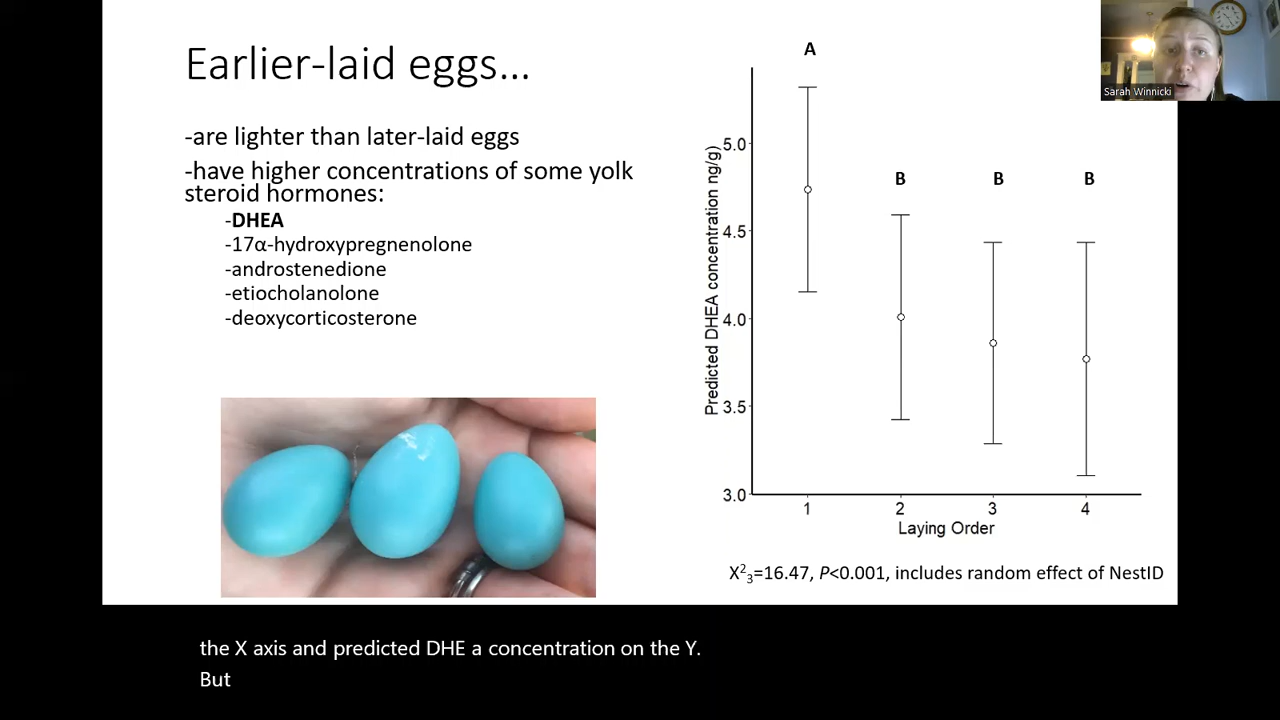 Earlier-laid eggs...
-are lighter than later-laid eggs
-have higher concentrations of some yolk
steroid hormones:
-DHEA
-17α-hydroxypregnenolone
-androstenedione
-etiocholanolone
-deoxycorticosterone
A
B B B
Predicted DHEA concentration ng/g)
5.0
4.5
4.0
3.5
3.0
1 2 3 4
Laying Order
X²₃=16.47, P<0.001, includes random effect of NestID
Sarah Winnicki
the X axis and predicted DHE a concentration on the Y.
But